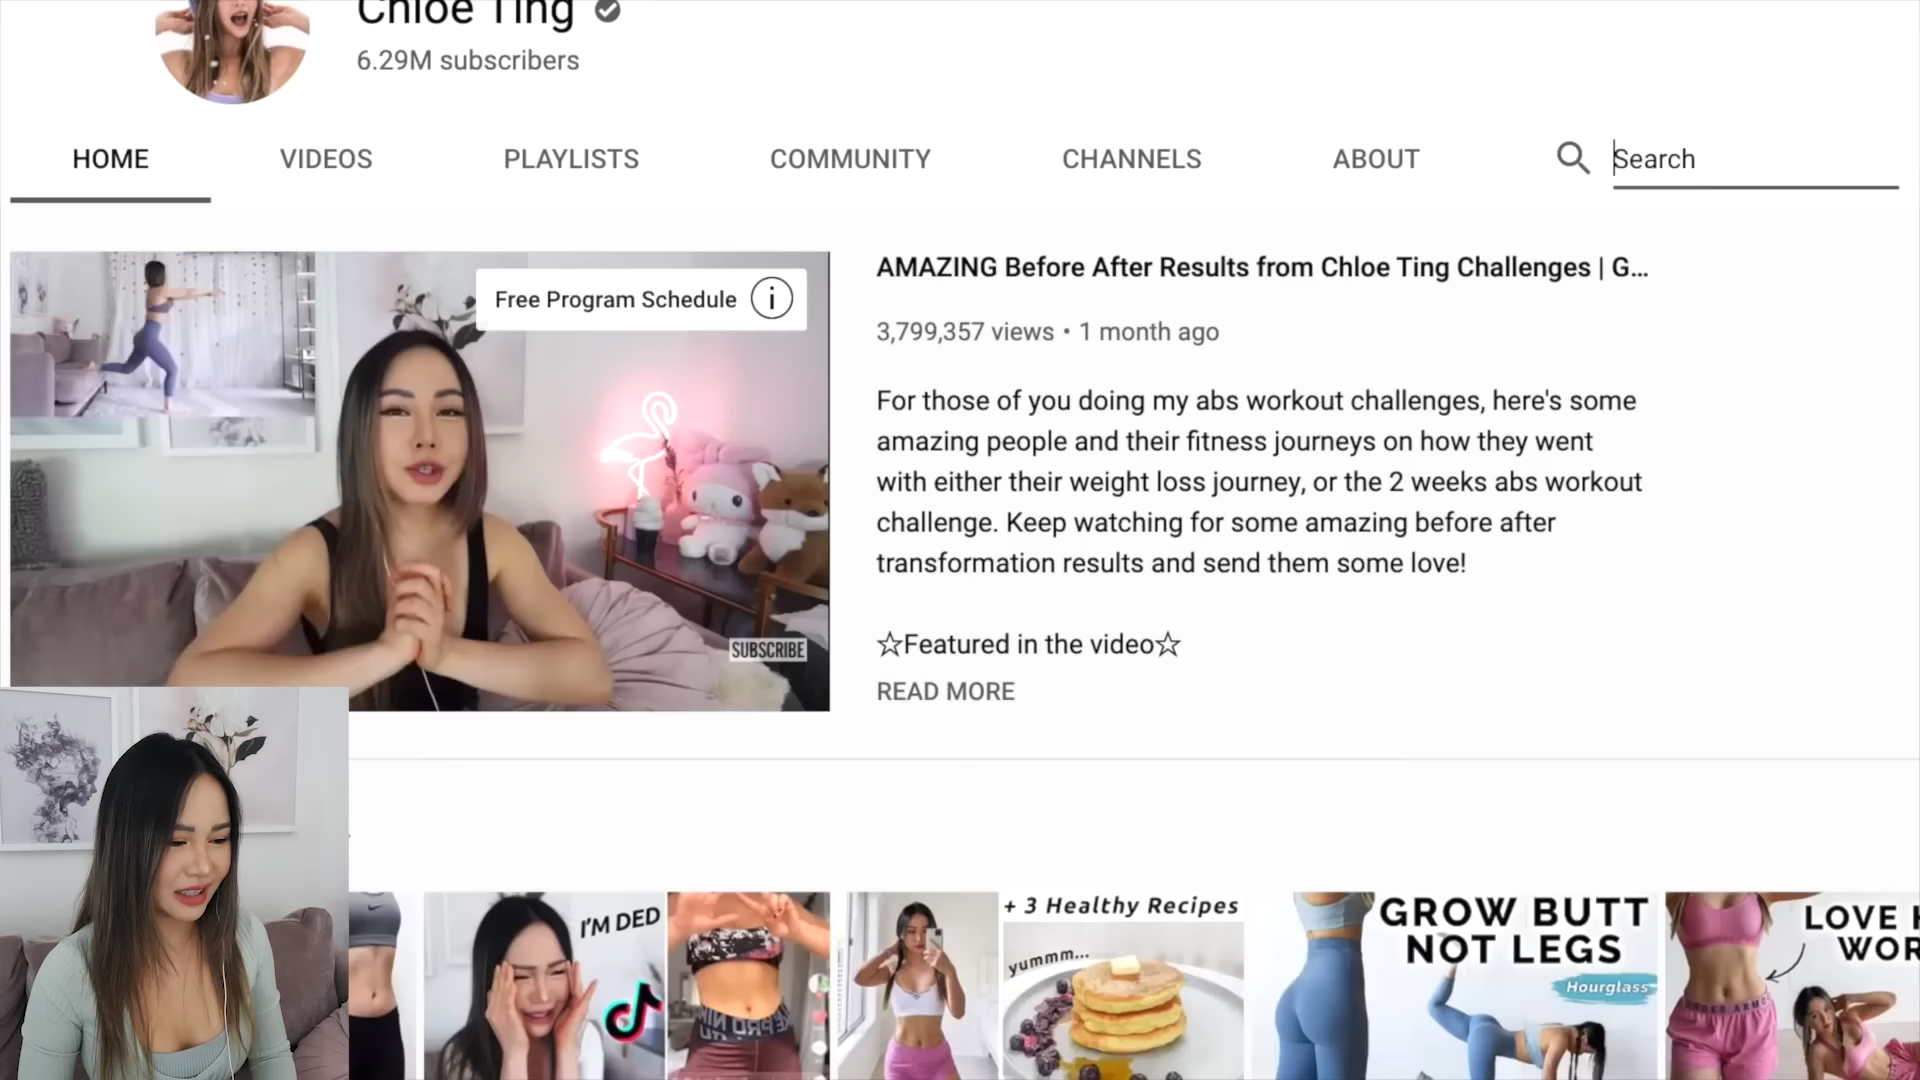 Chloe Ting
6.29M subscribers
HOME
VIDEOS
PLAYLISTS
COMMUNITY
CHANNELS
ABOUT
Search
Free Program Schedule
SUBSCRIBE
AMAZING Before After Results from Chloe Ting Challenges | G...
3,799,357 views • 1 month ago
For those of you doing my abs workout challenges, here's some
amazing people and their fitness journeys on how they went
with either their weight loss journey, or the 2 weeks abs workout
challenge. Keep watching for some amazing before after
transformation results and send them some love!
☆Featured in the video☆
READ MORE
I'M DED
+ 3 Healthy Recipes
yummm...
GROW BUTT
NOT LEGS
Hourglass
LOVE H
WOR